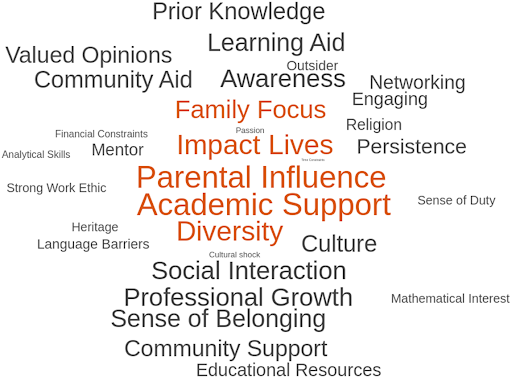 Prior Knowledge
Learning Aid
Valued Opinions
Outsider
Community Aid
Awareness
Networking
Engaging
Family Focus
Religion
Passion
Financial Constraints
Impact Lives
Persistence
Mentor
Analytical Skills
Time Constraints
Parental Influence
Strong Work Ethic
Academic Support
Sense of Duty
Heritage
Diversity
Language Barriers
Culture
Cultural shock
Social Interaction
Professional Growth
Mathematical Interest
Sense of Belonging
Community Support
Educational Resources